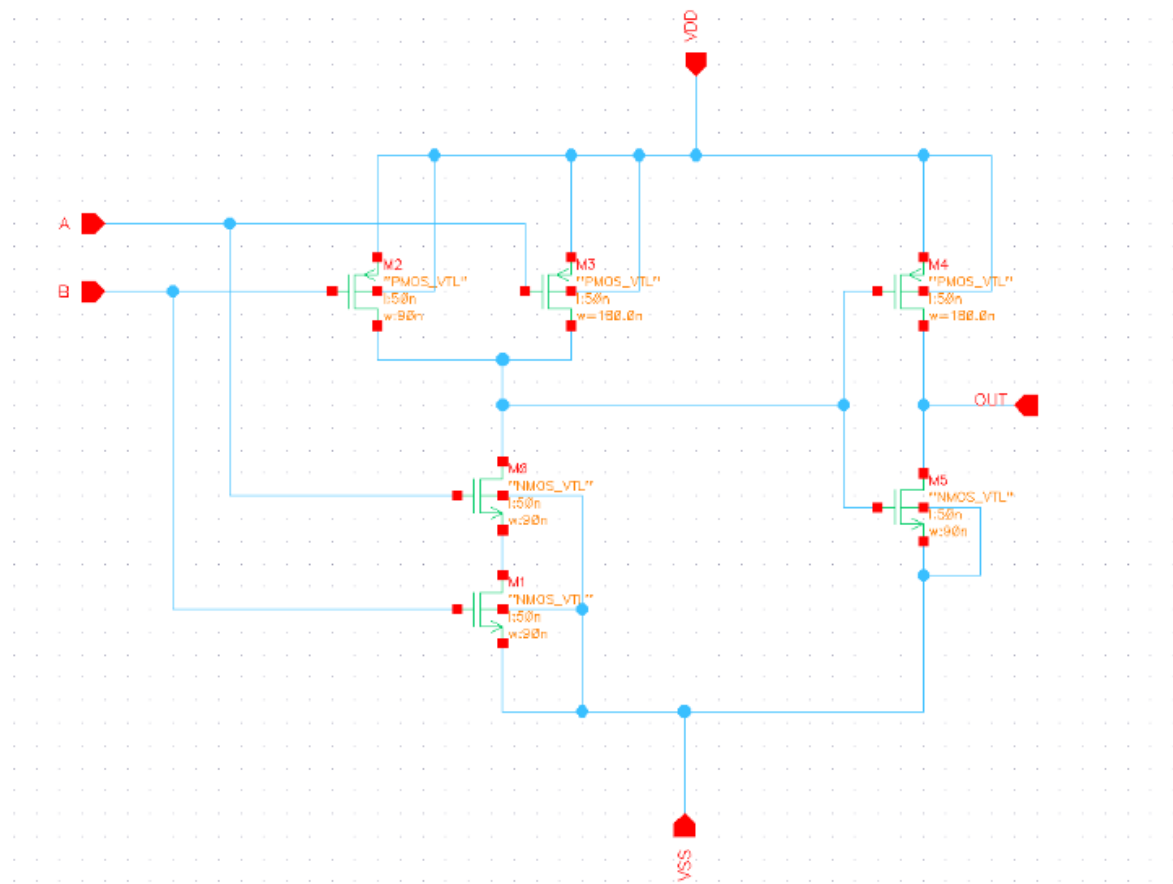 VDD
A
B
M2
"PMOS_VTL"
l:50n
w:90n
M3
"PMOS_VTL"
l:50n
w=180.0n
M4
"PMOS_VTL"
l:50n
w=180.0n
OUT
M0
"NMOS_VTL"
l:50n
w:90n
M5
"NMOS_VTL"
l:50n
w:90n
M1
"NMOS_VTL"
l:50n
w:90n
VSS